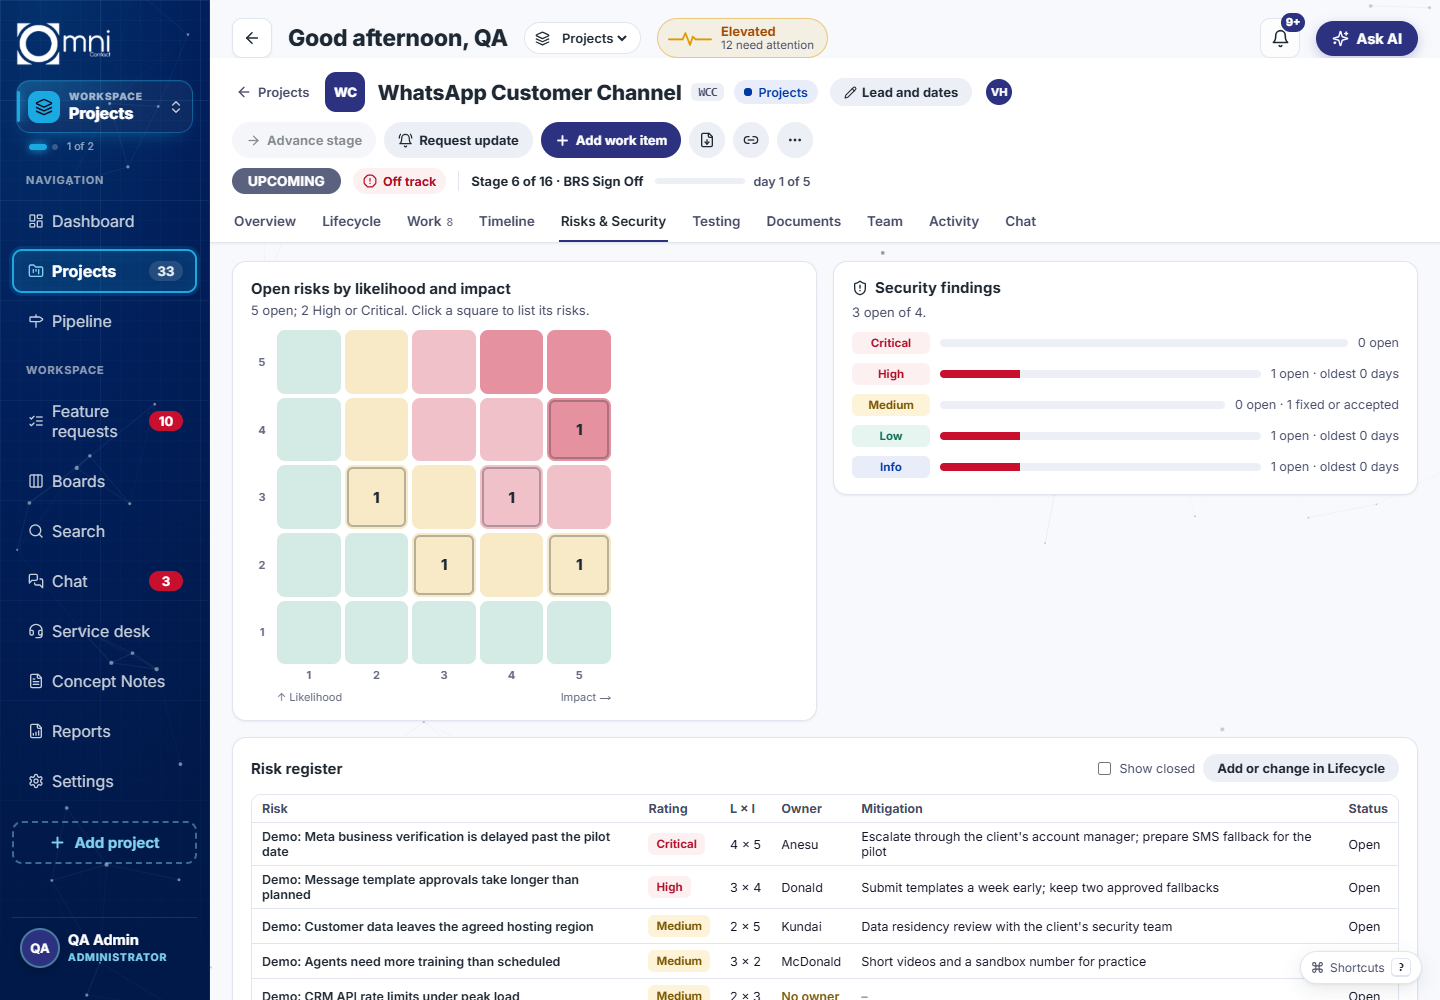 Omni
Contact
WORKSPACE
Projects
1 of 2
NAVIGATION
Dashboard
Projects 33
Pipeline
WORKSPACE
Feature requests 10
Boards
Search
Chat 3
Service desk
Concept Notes
Reports
Settings
+ Add project
QA
QA Admin
ADMINISTRATOR
← Good afternoon, QA
Projects
Elevated
12 need attention
9+
Ask AI
← Projects
WC
WhatsApp Customer Channel
WCC
Projects
Lead and dates
VH
→ Advance stage
Request update
+ Add work item
UPCOMING
Off track
Stage 6 of 16 · BRS Sign Off
day 1 of 5
Overview
Lifecycle
Work 8
Timeline
Risks & Security
Testing
Documents
Team
Activity
Chat
Open risks by likelihood and impact
5 open; 2 High or Critical. Click a square to list its risks.
5
4 1
3 1 1
2 1 1
1
1 2 3 4 5
↑ Likelihood Impact →
Security findings
3 open of 4.
Critical 0 open
High 1 open · oldest 0 days
Medium 0 open · 1 fixed or accepted
Low 1 open · oldest 0 days
Info 1 open · oldest 0 days
Risk register
Show closed
Add or change in Lifecycle
Risk Rating L × I Owner Mitigation Status
Demo: Meta business verification is delayed past the pilot date Critical 4 × 5 Anesu Escalate through the client's account manager; prepare SMS fallback for the pilot Open
Demo: Message template approvals take longer than planned High 3 × 4 Donald Submit templates a week early; keep two approved fallbacks Open
Demo: Customer data leaves the agreed hosting region Medium 2 × 5 Kundai Data residency review with the client's security team Open
Demo: Agents need more training than scheduled Medium 3 × 2 McDonald Short videos and a sandbox number for practice
Demo: CRM API rate limits under peak load Medium 2 × 3 No owner – Open
⌘ Shortcuts ?